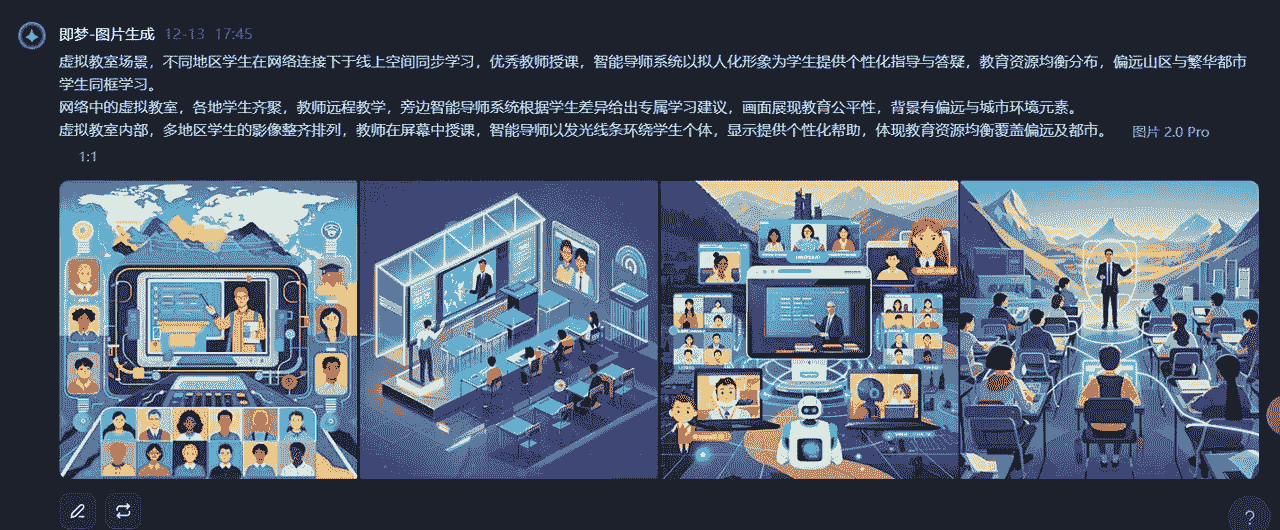 即梦-图片生成 12-13 17:45
虚拟教室场景，不同地区学生在网络连接下于线上空间同步学习，优秀教师授课，智能导师系统以拟人化形象为学生提供个性化指导与答疑，教育资源均衡分布，偏远山区与繁华都市
学生同框学习。
网络中的虚拟教室，各地学生齐聚，教师远程教学，旁边智能导师系统根据学生差异给出专属学习建议，画面展现教育公平性，背景有偏远与城市环境元素。
虚拟教室内部，多地区学生的影像整齐排列，教师在屏幕中授课，智能导师以发光线条环绕学生个体，显示提供个性化帮助，体现教育资源均衡覆盖偏远及都市。 图片 2.0 Pro
1:1
?